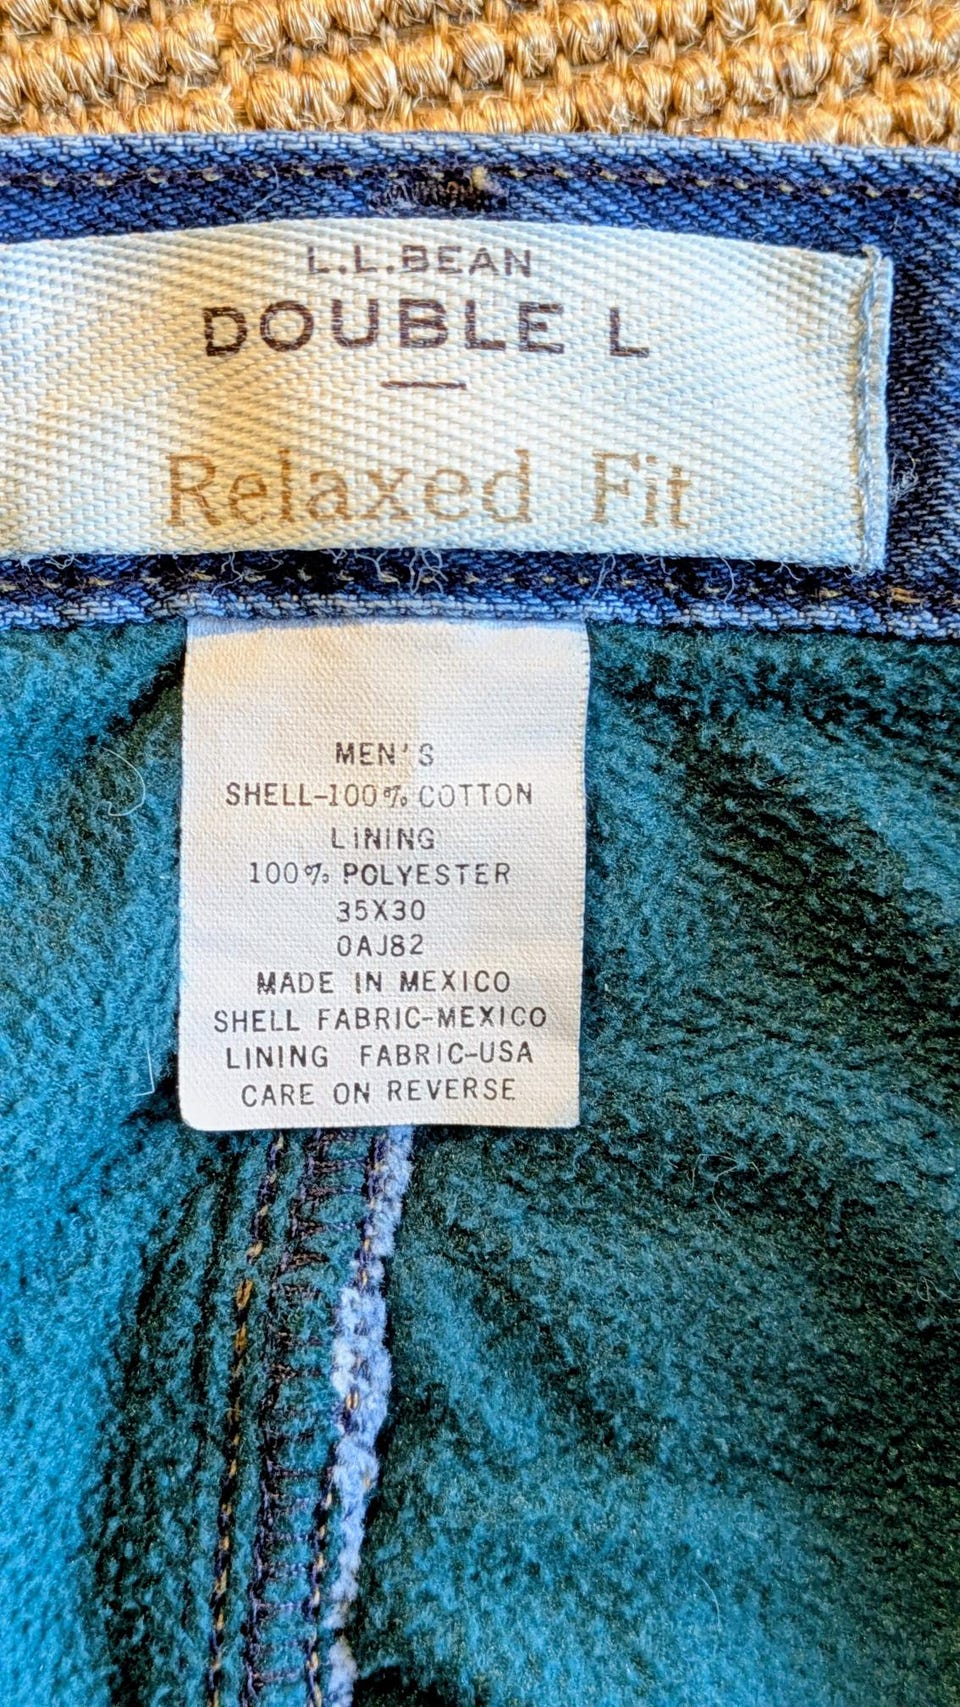 L.L.BEAN
DOUBLE L
Relaxed Fit
MEN'S
SHELL-100% COTTON
LINING
100% POLYESTER
35X30
0AJ82
MADE IN MEXICO
SHELL FABRIC-MEXICO
LINING FABRIC-USA
CARE ON REVERSE